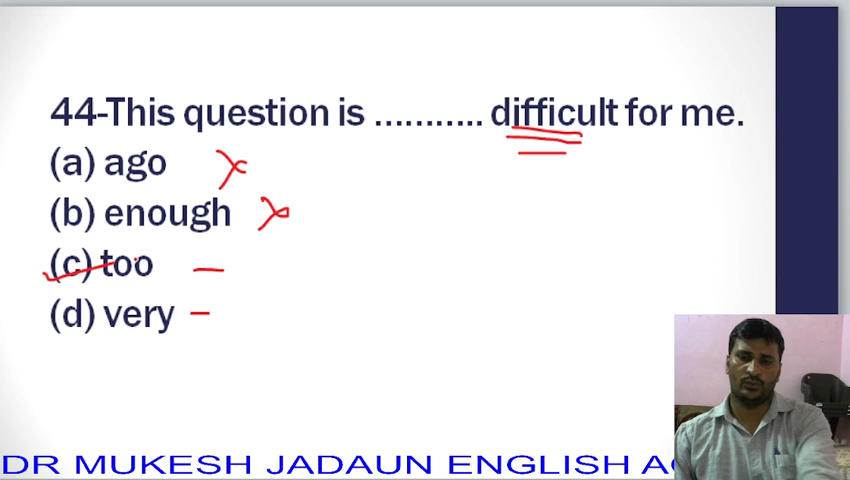 44-This question is ........... difficult for me.
(a) ago
(b) enough
(c) too
(d) very
DR MUKESH JADAUN ENGLISH